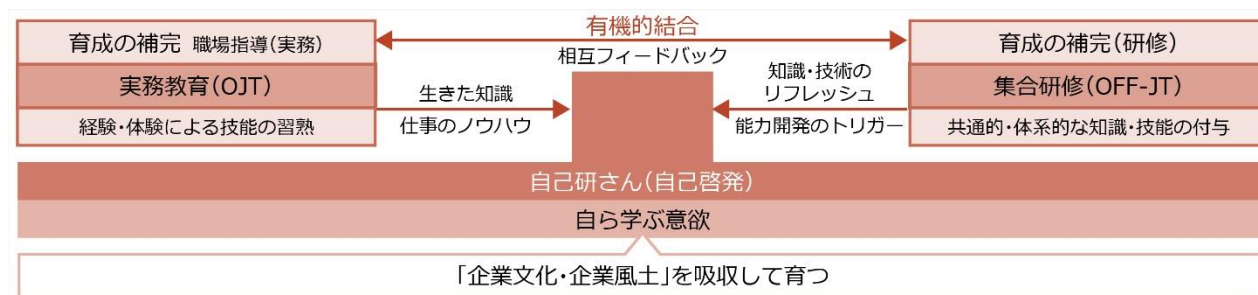 育成の補完 職場指導(実務)
実務教育(OJT)
経験・体験による技能の習熟
有機的結合
相互フィードバック
生きた知識
仕事のノウハウ
知識・技術の
リフレッシュ
能力開発のトリガー
育成の補完(研修)
集合研修(OFF-JT)
共通的・体系的な知識・技能の付与
自己研さん(自己啓発)
自ら学ぶ意欲
「企業文化・企業風土」を吸収して育つ